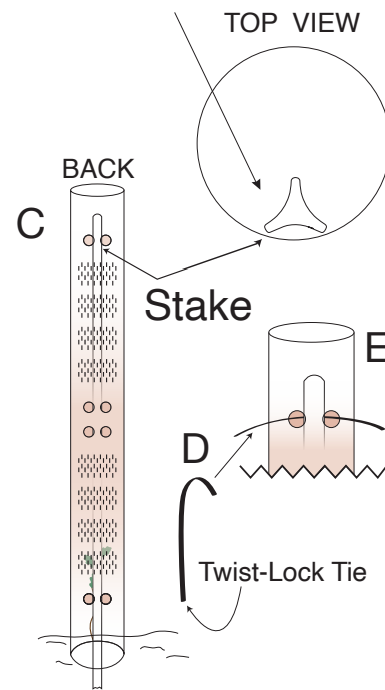 TOP VIEW
BACK
C
Stake
E
D
Twist-Lock Tie